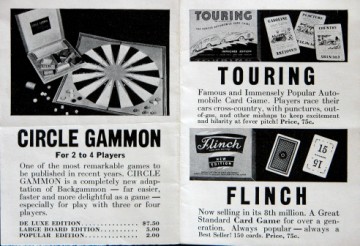 CIRCLE GAMMON
For 2 to 4 Players
One of the most remarkable games to
be published in recent years. CIRCLE
GAMMON is a completely new adap-
tation of Backgammon — far easier,
faster and more delightful as a game —
especially for play with three or four
players.
DE LUXE EDITION $7.50
LARGE BOARD EDITION 5.00
POPULAR EDITION 2.00
TOURING
GASOLINE
TOURING
Famous and Immensely Popular Auto-
mobile Card Game. Players race their
cars cross-country, with punctures, out-
of-gas, and other mishaps to keep excitement
and hilarity at fever pitch! Price, 75c.
Flinch
NEW
EDITION
15
15
FLINCH
Now selling in its 8th million. A Great
Standard Card Game for over a gen-
eration. Always popular — always a
Best Seller! 150 cards. Price, 75c.